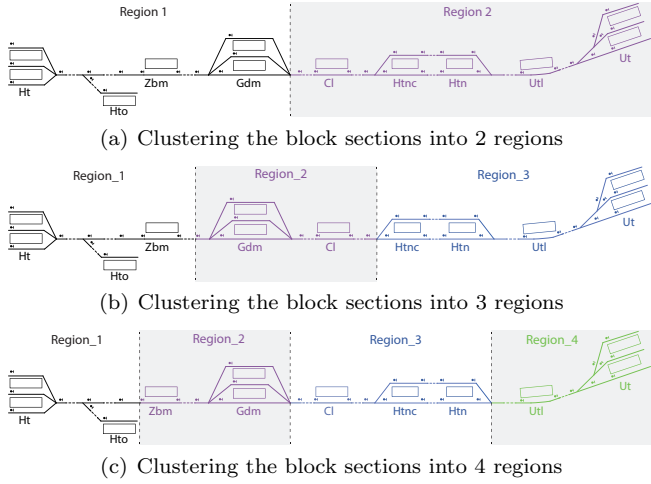 Region 1 Region 2
Ht Hto Zbm Gdm Cl Htnc Htn Utl Ut
(a) Clustering the block sections into 2 regions
Region_1 Region_2 Region_3
Ht Hto Zbm Gdm Cl Htnc Htn Utl Ut
(b) Clustering the block sections into 3 regions
Region_1 Region_2 Region_3 Region_4
Ht Hto Zbm Gdm Cl Htnc Htn Utl Ut
(c) Clustering the block sections into 4 regions